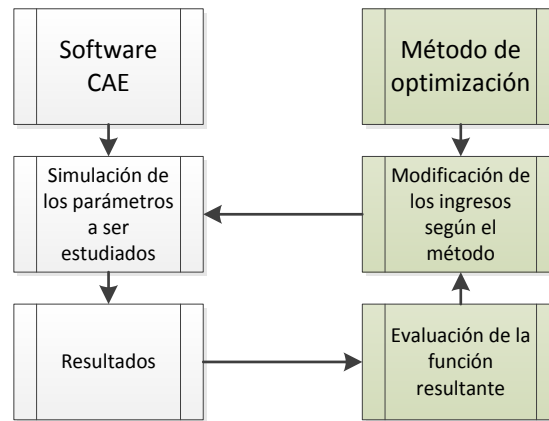 Software
CAE
Método de
optimización
Simulación de
los parámetros
a ser
estudiados
Modificación de
los ingresos
según el
método
Resultados
Evaluación de la
función
resultante